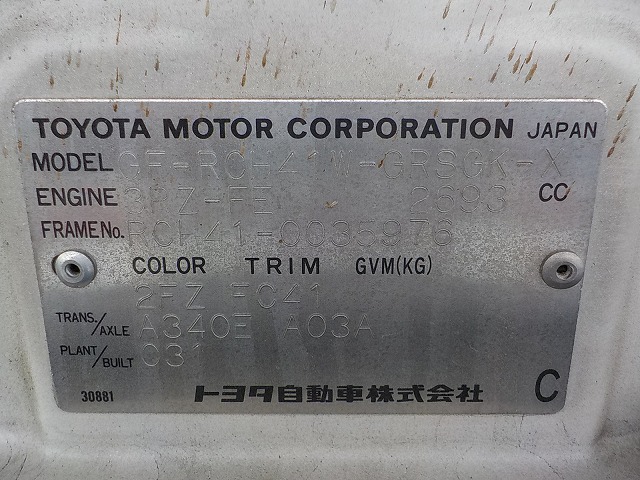 TOYOTA MOTOR CORPORATION JAPAN
MODEL GF-RCH41W-GRSGK-X
ENGINE 3RZ-FE 2693 CC
FRAME No. RCH41-0035976
COLOR TRIM GVM(KG)
2FZ FC41
TRANS./AXLE A340E A03A
PLANT/BUILT C31
30881 トヨタ自動車株式会社 C